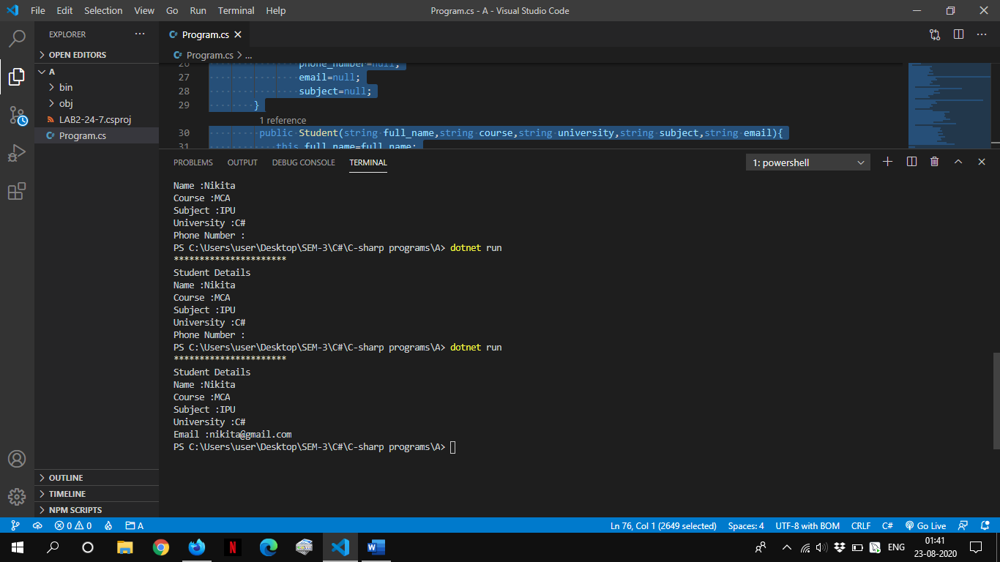 File Edit Selection View Go Run Terminal Help
Program.cs - A - Visual Studio Code
EXPLORER
OPEN EDITORS
A
bin
obj
LAB2-24-7.csproj
Program.cs
OUTLINE
TIMELINE
NPM SCRIPTS
Program.cs
Program.cs > ...
26 phone_number=null;
27 email=null;
28 subject=null;
29 }
1 reference
30 public Student(string full_name,string course,string university,string subject,string email){
31 this.full_name=full_name;
PROBLEMS OUTPUT DEBUG CONSOLE TERMINAL
1: powershell
Name :Nikita
Course :MCA
Subject :IPU
University :C#
Phone Number :
PS C:\Users\user\Desktop\SEM-3\C#\C-sharp programs\A> dotnet run
**********************
Student Details
Name :Nikita
Course :MCA
Subject :IPU
University :C#
Phone Number :
PS C:\Users\user\Desktop\SEM-3\C#\C-sharp programs\A> dotnet run
**********************
Student Details
Name :Nikita
Course :MCA
Subject :IPU
University :C#
Email :nikita@gmail.com
PS C:\Users\user\Desktop\SEM-3\C#\C-sharp programs\A>
0 0 A Ln 76, Col 1 (2649 selected) Spaces: 4 UTF-8 with BOM CRLF C# Go Live
N W ENG 01:41
23-08-2020